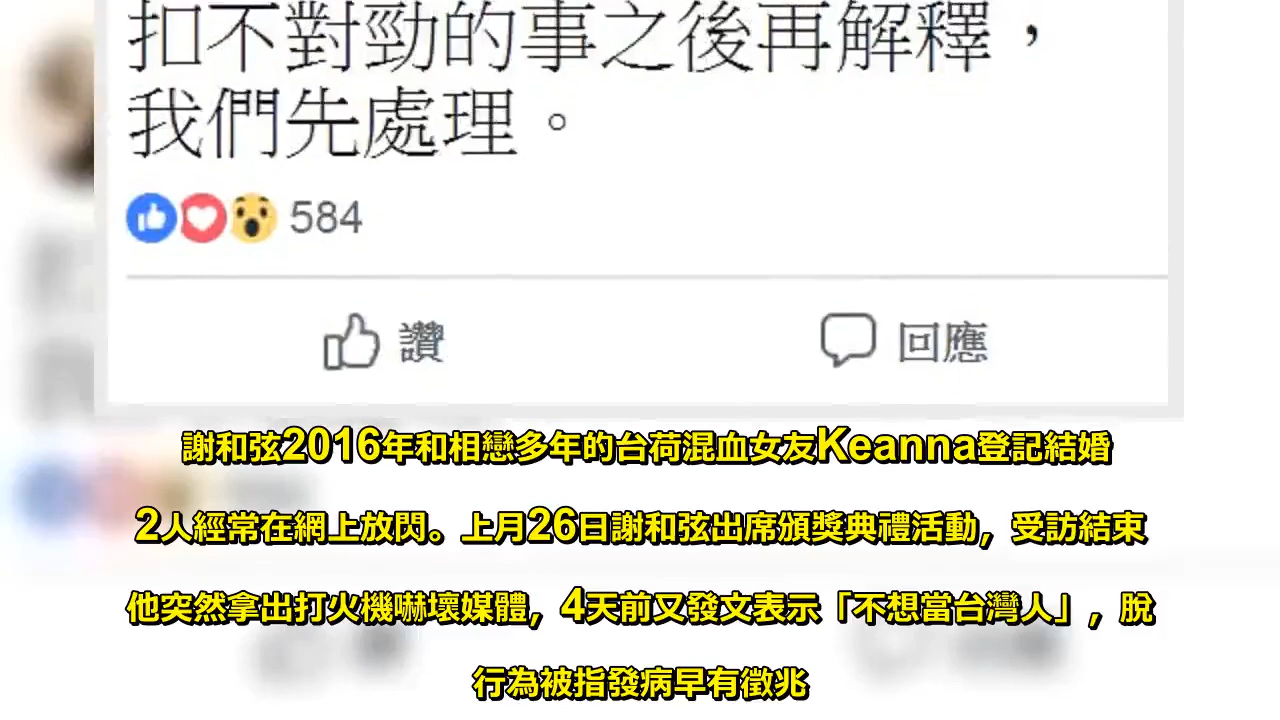 扣不對勁的事之後再解釋，
我們先處理。
584
讚 回應
謝和弦2016年和相戀多年的台荷混血女友Keanna登記結婚
2人經常在網上放閃。上月26日謝和弦出席頒獎典禮活動，受訪結束
他突然拿出打火機嚇壞媒體，4天前又發文表示「不想當台灣人」，脫
行為被指發病早有徵兆